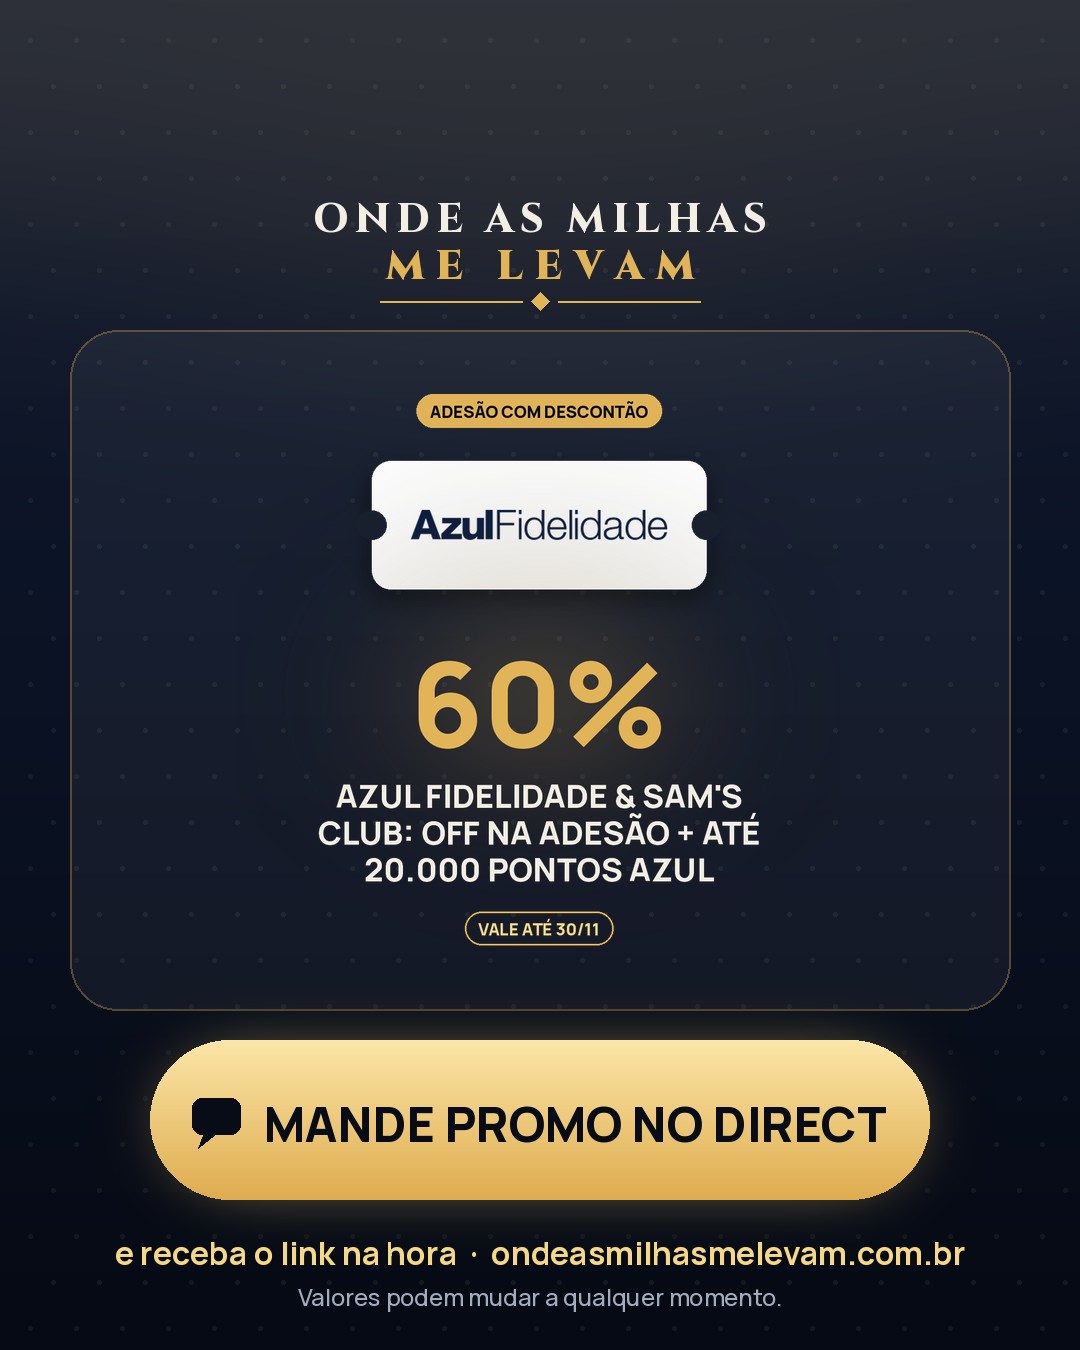 ONDE AS MILHAS
ME LEVAM
ADESÃO COM DESCONTÃO
AzulFidelidade
60%
AZUL FIDELIDADE & SAM'S
CLUB: OFF NA ADESÃO + ATÉ
20.000 PONTOS AZUL
VALE ATÉ 30/11
MANDE PROMO NO DIRECT
e receba o link na hora · ondeasmilhasmelevam.com.br
Valores podem mudar a qualquer momento.